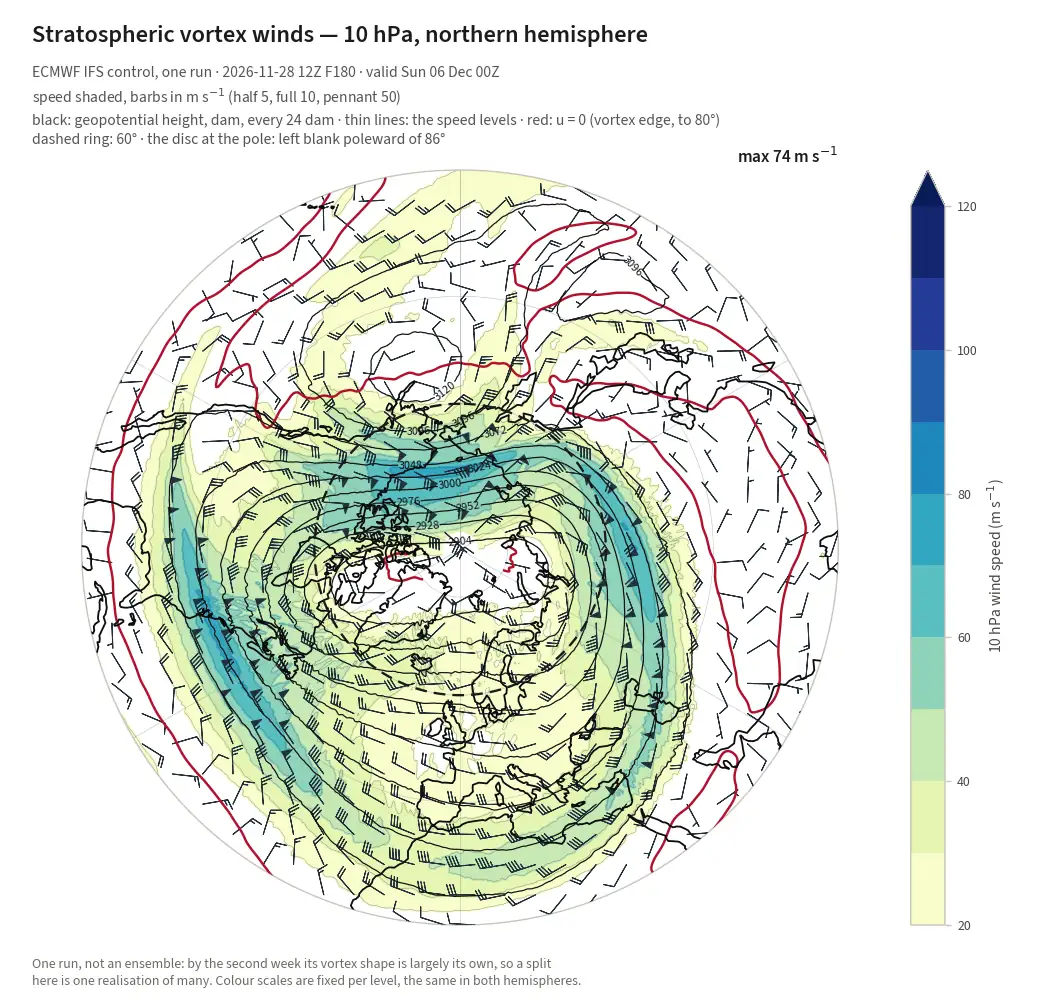 Stratospheric vortex winds — 10 hPa, northern hemisphere
ECMWF IFS control, one run · 2026-11-28 12Z F180 · valid Sun 06 Dec 00Z
speed shaded, barbs in m s⁻¹ (half 5, full 10, pennant 50)
black: geopotential height, dam, every 24 dam · thin lines: the speed levels · red: u = 0 (vortex edge, to 80°)
dashed ring: 60° · the disc at the pole: left blank poleward of 86°
max 74 m s⁻¹
120
100
80
60
40
20
10 hPa wind speed (m s⁻¹)
3096
3120
3096
3096
3072
3048
3024
3000
2976
2952
2928
2904
One run, not an ensemble: by the second week its vortex shape is largely its own, so a split
here is one realisation of many. Colour scales are fixed per level, the same in both hemispheres.